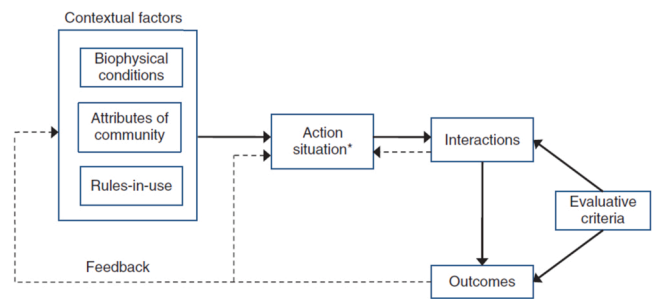 Contextual factors
Biophysical
conditions
Attributes of
community
Rules-in-use
Action
situation*
Interactions
Evaluative
criteria
Feedback
Outcomes